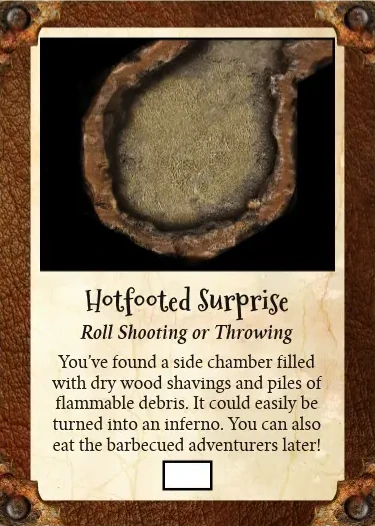 Hotfooted Surprise
Roll Shooting or Throwing
You've found a side chamber filled
with dry wood shavings and piles of
flammable debris. It could easily be
turned into an inferno. You can also
eat the barbecued adventurers later!